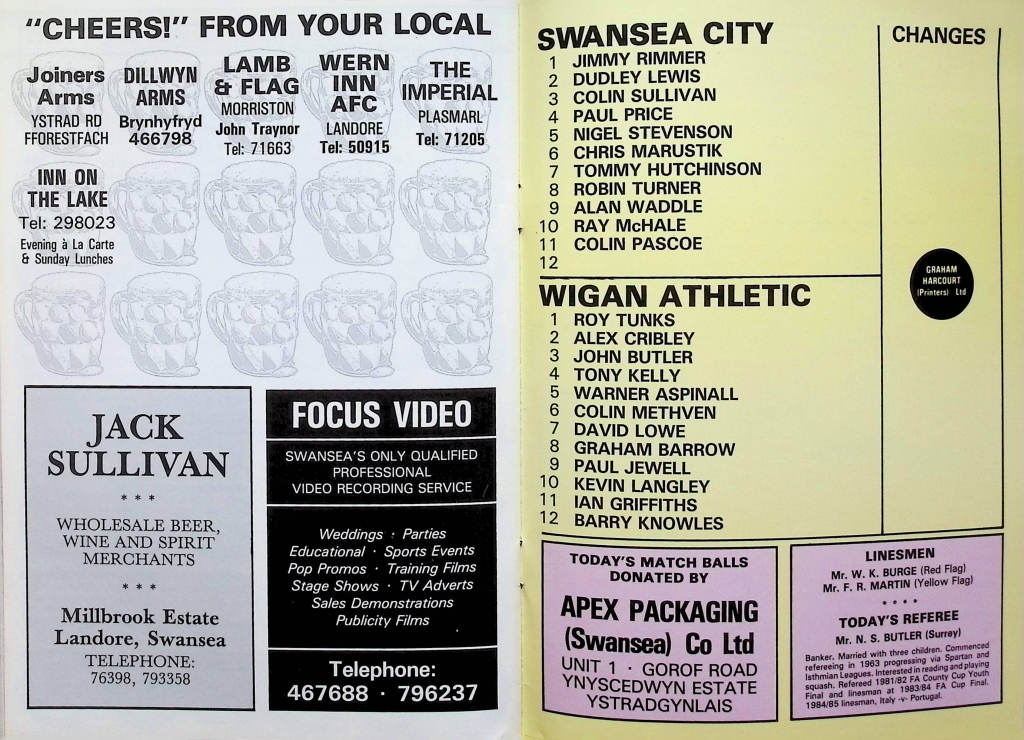 “CHEERS!” FROM YOUR LOCAL
Joiners
Arms
YSTRAD RD
FFORESTFACH
DILLWYN
ARMS
Brynhyfryd
466798
LAMB
& FLAG
MORRISTON
John Traynor
Tel: 71663
WERN
INN
AFC
LANDORE
Tel: 50915
THE
IMPERIAL
PLASMARL
Tel: 71205
INN ON
THE LAKE
Tel: 298023
Evening à La Carte
& Sunday Lunches
JACK
SULLIVAN
* * *
WHOLESALE BEER,
WINE AND SPIRIT
MERCHANTS
* * *
Millbrook Estate
Landore, Swansea
TELEPHONE:
76398, 793358
FOCUS VIDEO
SWANSEA'S ONLY QUALIFIED
PROFESSIONAL
VIDEO RECORDING SERVICE
Weddings · Parties
Educational · Sports Events
Pop Promos · Training Films
Stage Shows · TV Adverts
Sales Demonstrations
Publicity Films
Telephone:
467688 · 796237
SWANSEA CITY
1 JIMMY RIMMER
2 DUDLEY LEWIS
3 COLIN SULLIVAN
4 PAUL PRICE
5 NIGEL STEVENSON
6 CHRIS MARUSTIK
7 TOMMY HUTCHINSON
8 ROBIN TURNER
9 ALAN WADDLE
10 RAY McHALE
11 COLIN PASCOE
12
WIGAN ATHLETIC
1 ROY TUNKS
2 ALEX CRIBLEY
3 JOHN BUTLER
4 TONY KELLY
5 WARNER ASPINALL
6 COLIN METHVEN
7 DAVID LOWE
8 GRAHAM BARROW
9 PAUL JEWELL
10 KEVIN LANGLEY
11 IAN GRIFFITHS
12 BARRY KNOWLES
CHANGES
GRAHAM
HARCOURT
(Printers) Ltd
TODAY'S MATCH BALLS
DONATED BY
APEX PACKAGING
(Swansea) Co Ltd
UNIT 1 · GOROF ROAD
YNYSCEDWYN ESTATE
YSTRADGYNLAIS
LINESMEN
Mr. W. K. BURGE (Red Flag)
Mr. F. R. MARTIN (Yellow Flag)
* * * *
TODAY'S REFEREE
Mr. N. S. BUTLER (Surrey)
Banker. Married with three children. Commenced
refereeing in 1963 progressing via Spartan and
Isthmian Leagues. Interested in reading and playing
squash. Refereed 1981/82 FA County Cup Youth
Final and linesman at 1983/84 FA Cup Final.
1984/85 linesman, Italy -v- Portugal.